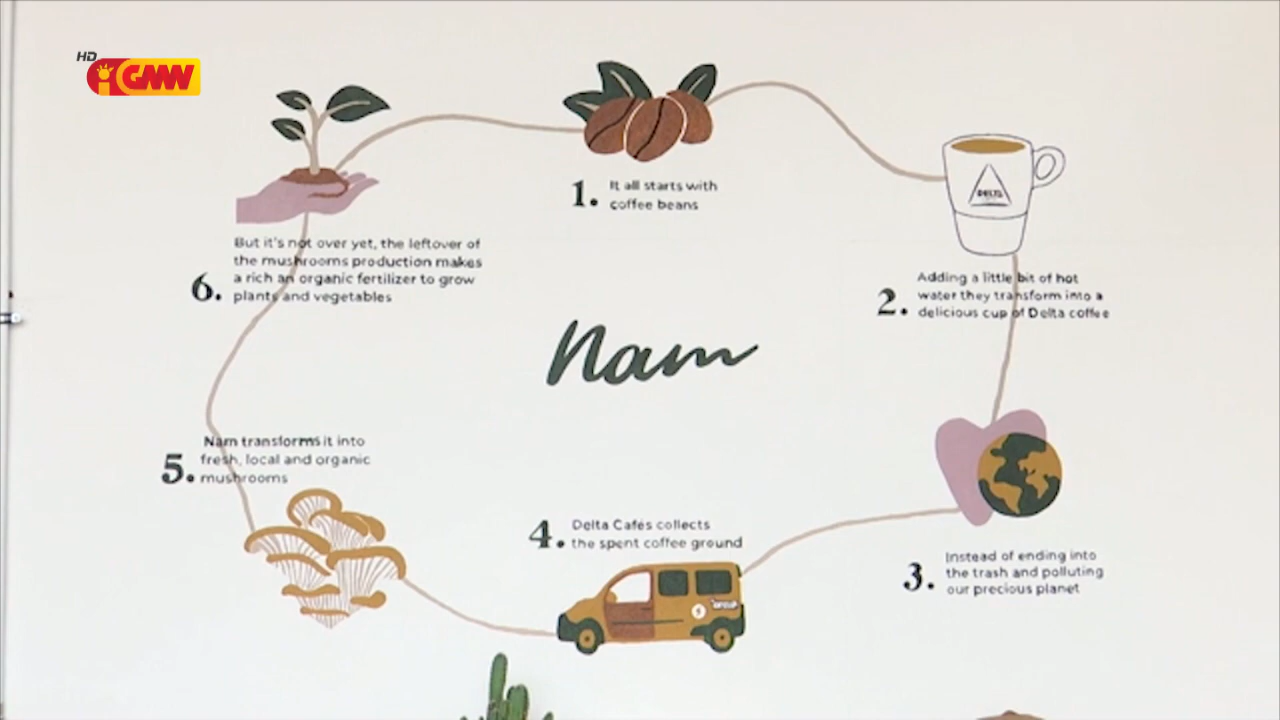 HD
iGMW
1. It all starts with
coffee beans
DELTA
2. Adding a little bit of hot
water they transform into a
delicious cup of Delta coffee
3. Instead of ending into
the trash and polluting
our precious planet
4. Delta Cafés collects
the spent coffee ground
5. Nam transforms it into
fresh, local and organic
mushrooms
6. But it's not over yet, the leftover of
the mushrooms production makes
a rich an organic fertilizer to grow
plants and vegetables
Nam